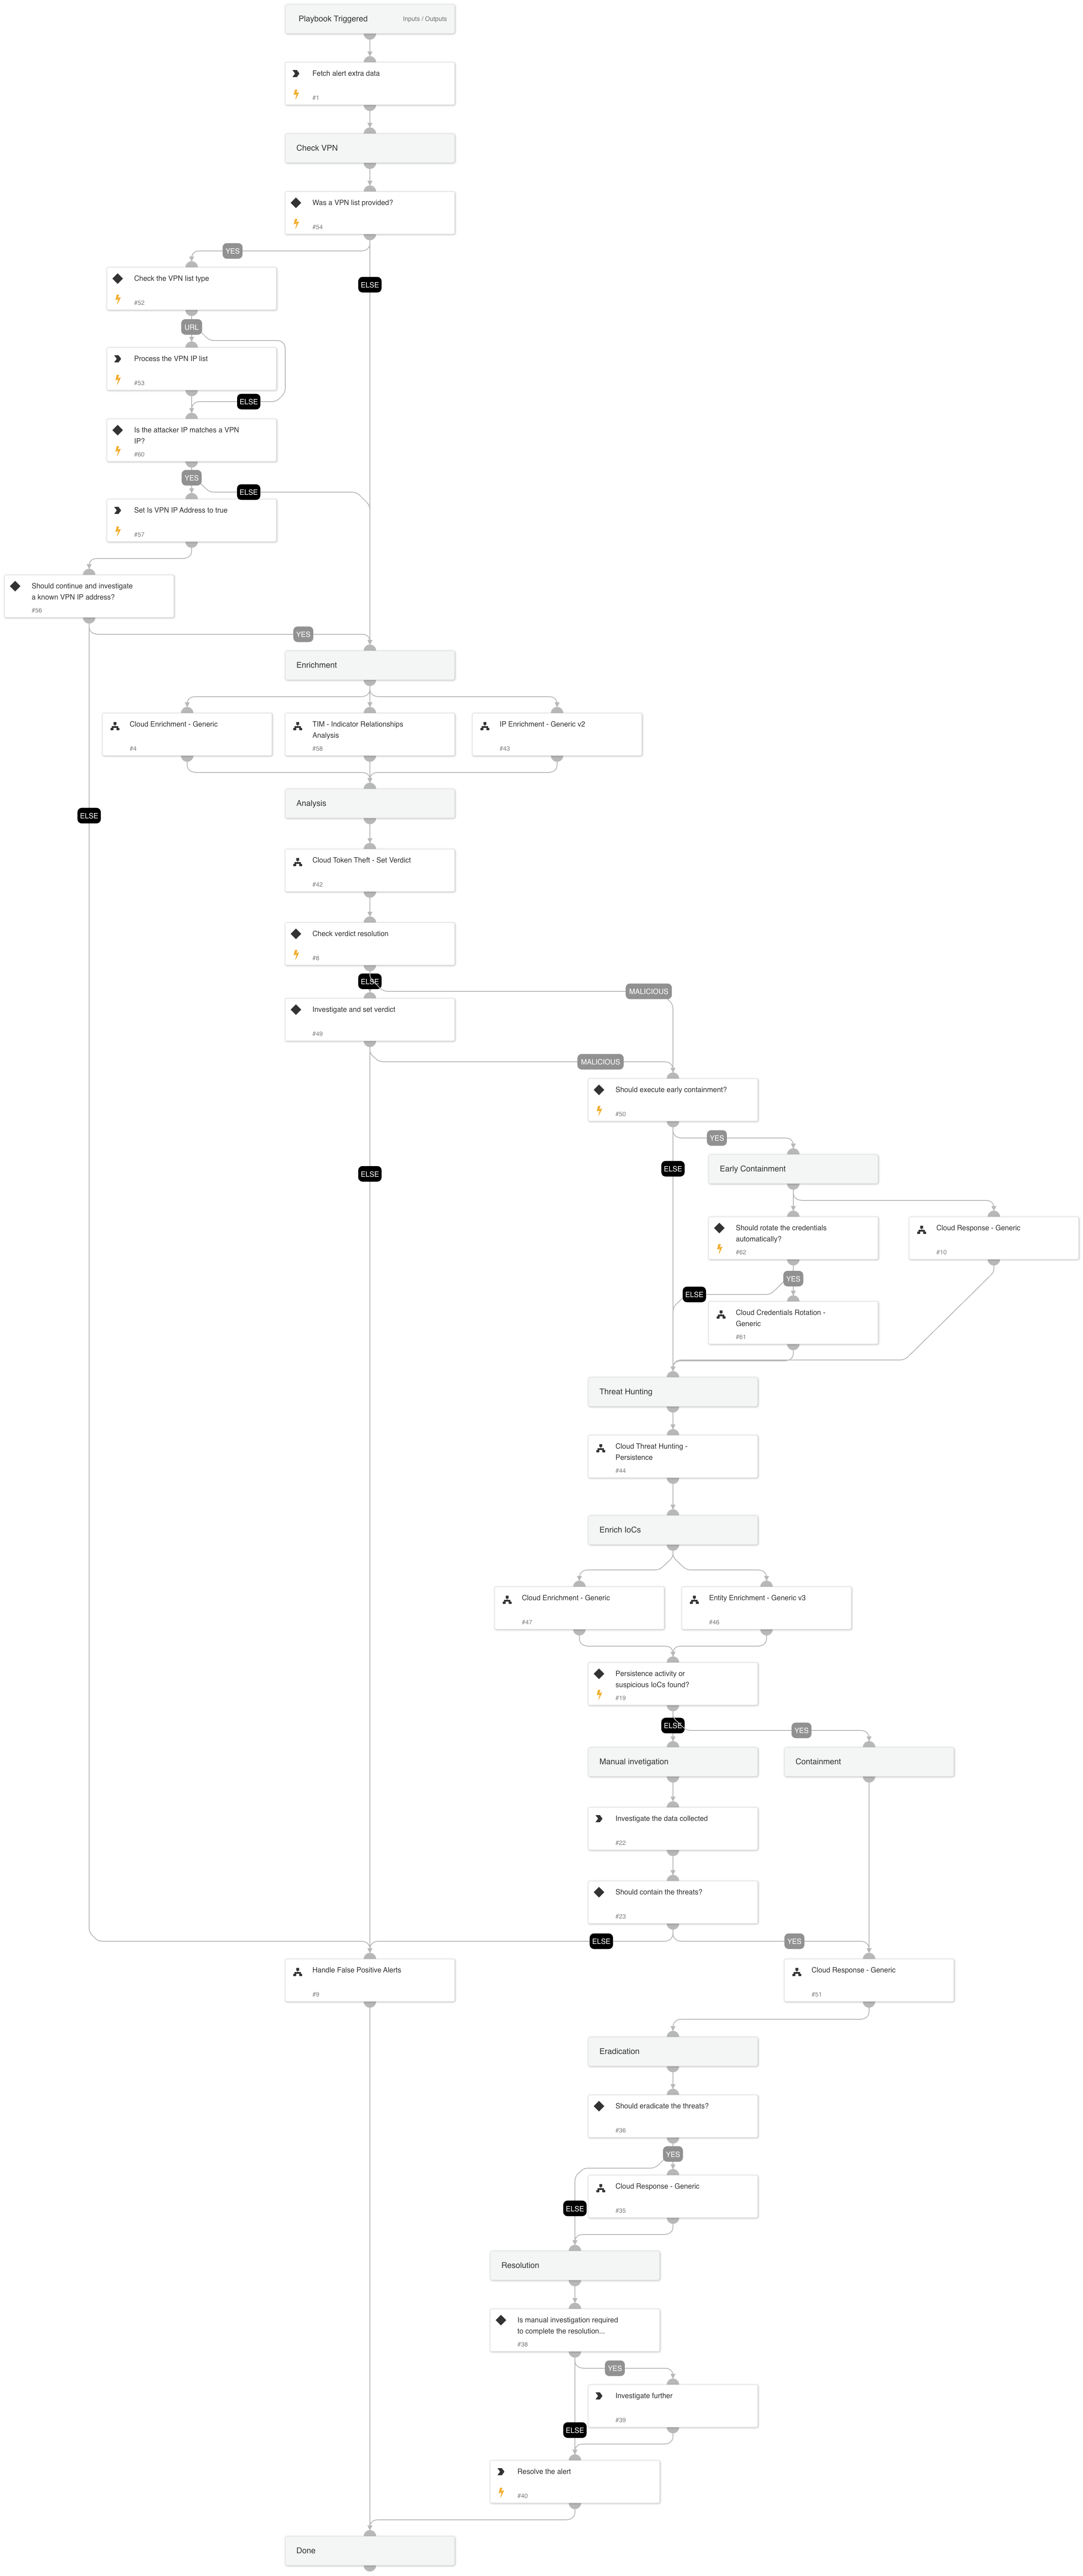 Playbook Triggered Inputs / Outputs
Fetch alert extra data
#1
Check VPN
Was a VPN list provided?
#54
YES
Check the VPN list type
#52
ELSE
URL
Process the VPN IP list
#53
ELSE
Is the attacker IP matches a VPN
IP?
#60
YES
ELSE
Set Is VPN IP Address to true
#57
Should continue and investigate
a known VPN IP address?
#56
YES
Enrichment
Cloud Enrichment - Generic
#4
TIM - Indicator Relationships
Analysis
#58
IP Enrichment - Generic v2
#43
Analysis
ELSE
Cloud Token Theft - Set Verdict
#42
Check verdict resolution
#8
ELSE
MALICIOUS
Investigate and set verdict
#49
MALICIOUS
Should execute early containment?
#50
YES
ELSE
ELSE
Early Containment
Should rotate the credentials
automatically?
#62
Cloud Response - Generic
#10
YES
ELSE
Cloud Credentials Rotation -
Generic
#61
Threat Hunting
Cloud Threat Hunting -
Persistence
#44
Enrich IoCs
Cloud Enrichment - Generic
#47
Entity Enrichment - Generic v3
#46
Persistence activity or
suspicious IoCs found?
#19
ELSE
YES
Manual invetigation
Containment
Investigate the data collected
#22
Should contain the threats?
#23
ELSE
YES
Handle False Positive Alerts
#9
Cloud Response - Generic
#51
Eradication
Should eradicate the threats?
#36
YES
Cloud Response - Generic
#35
ELSE
Resolution
Is manual investigation required
to complete the resolution...
#38
YES
Investigate further
#39
ELSE
Resolve the alert
#40
Done